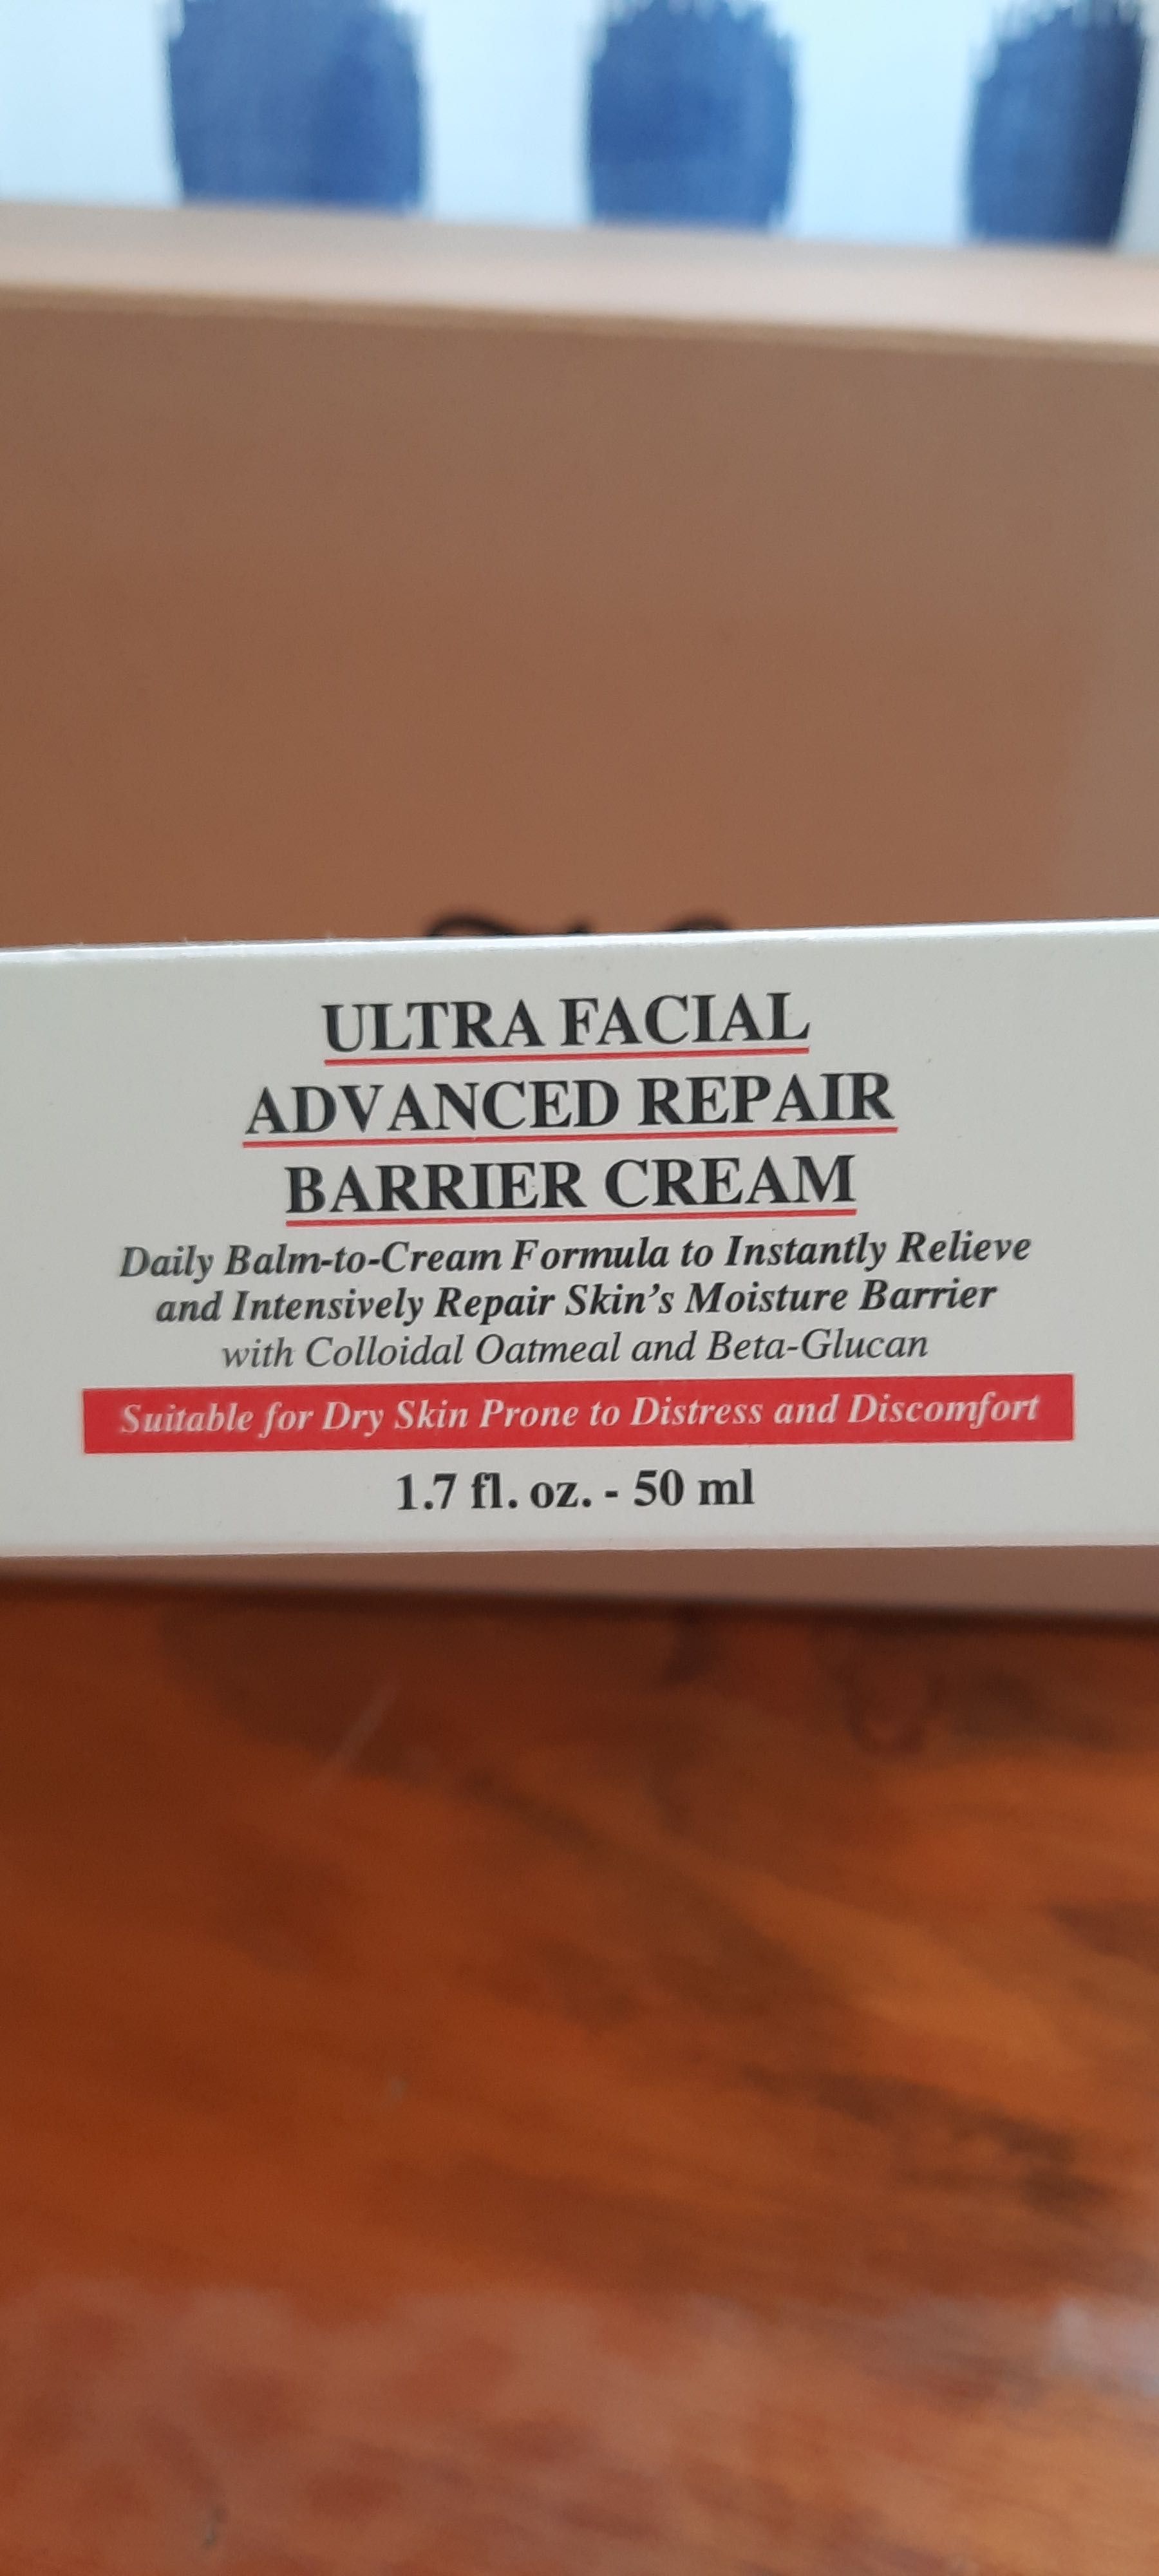 ULTRA FACIAL
ADVANCED REPAIR
BARRIER CREAM
Daily Balm-to-Cream Formula to Instantly Relieve
and Intensively Repair Skin's Moisture Barrier
with Colloidal Oatmeal and Beta-Glucan
Suitable for Dry Skin Prone to Distress and Discomfort
1.7 fl. oz. - 50 ml